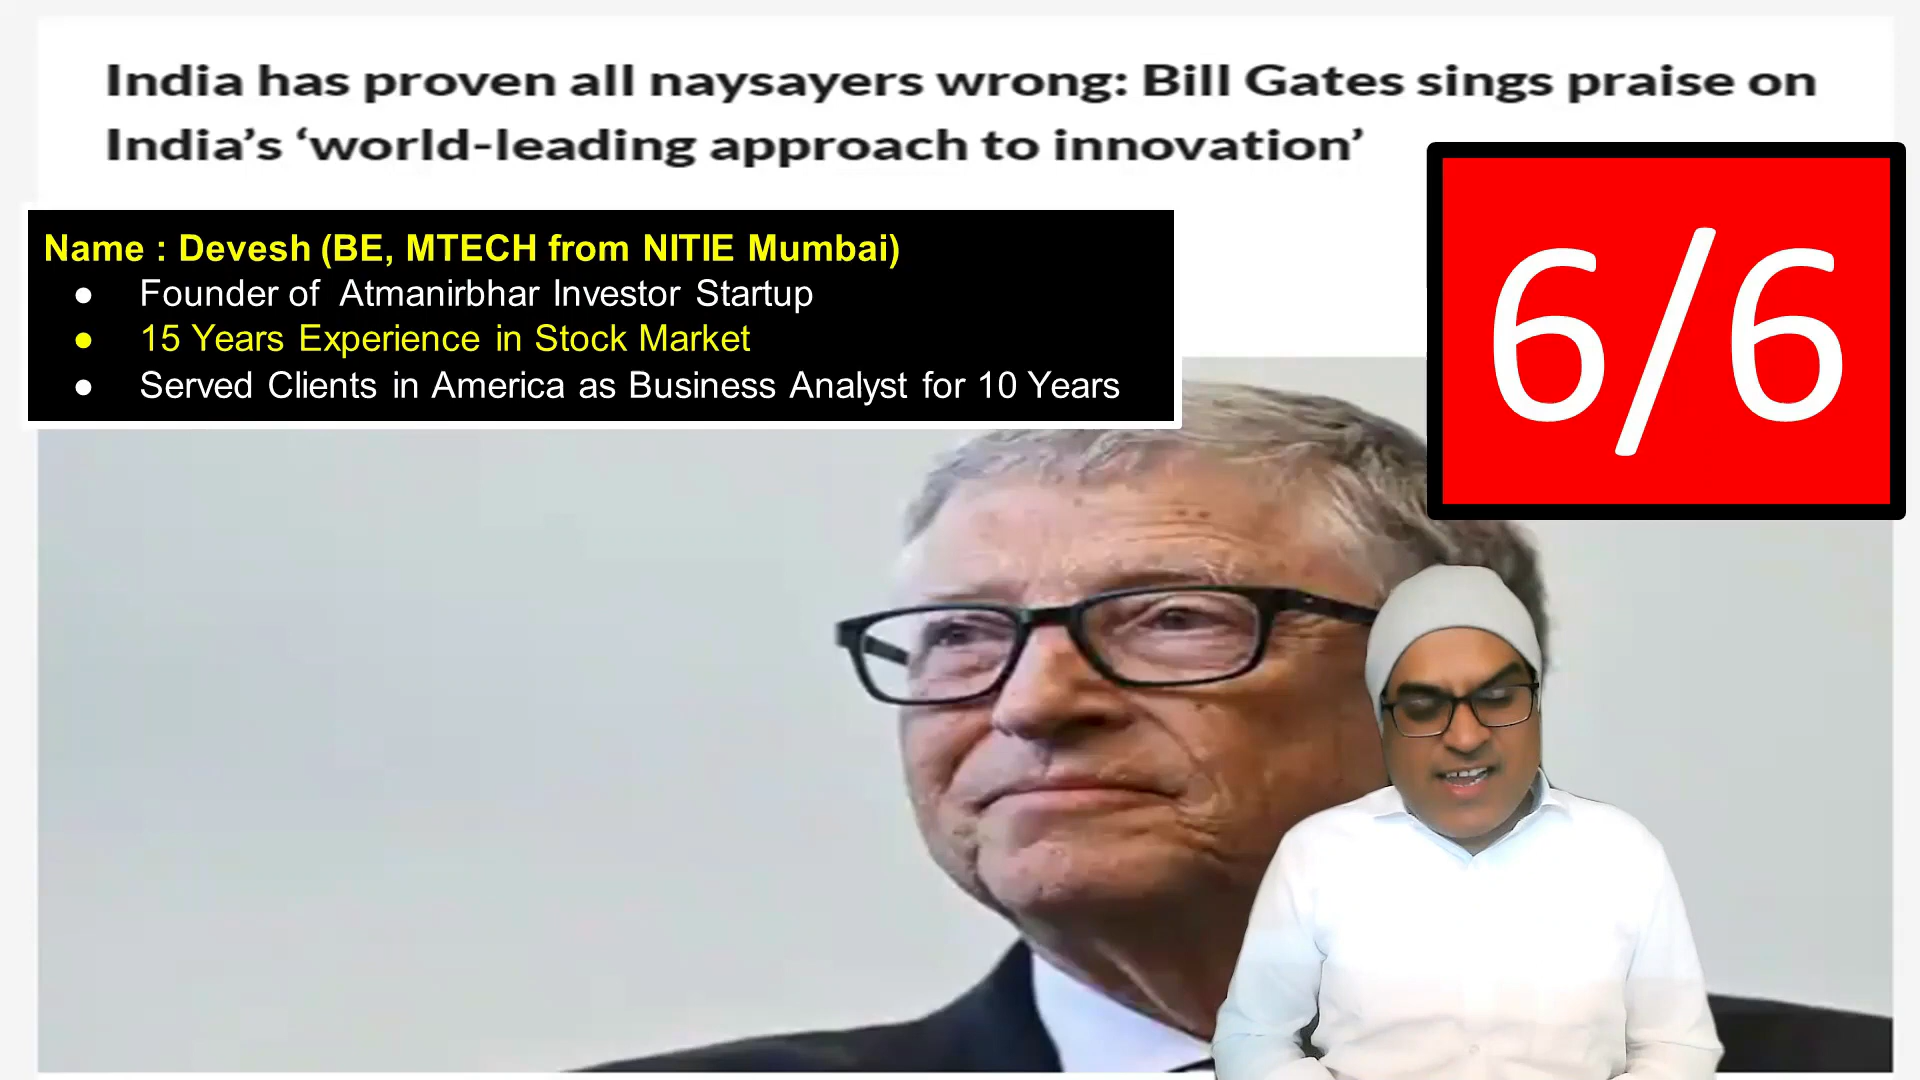 India has proven all naysayers wrong: Bill Gates sings praise on
India’s ‘world-leading approach to innovation’
Name : Devesh (BE, MTECH from NITIE Mumbai)
● Founder of Atmanirbhar Investor Startup
● 15 Years Experience in Stock Market
● Served Clients in America as Business Analyst for 10 Years
6/6